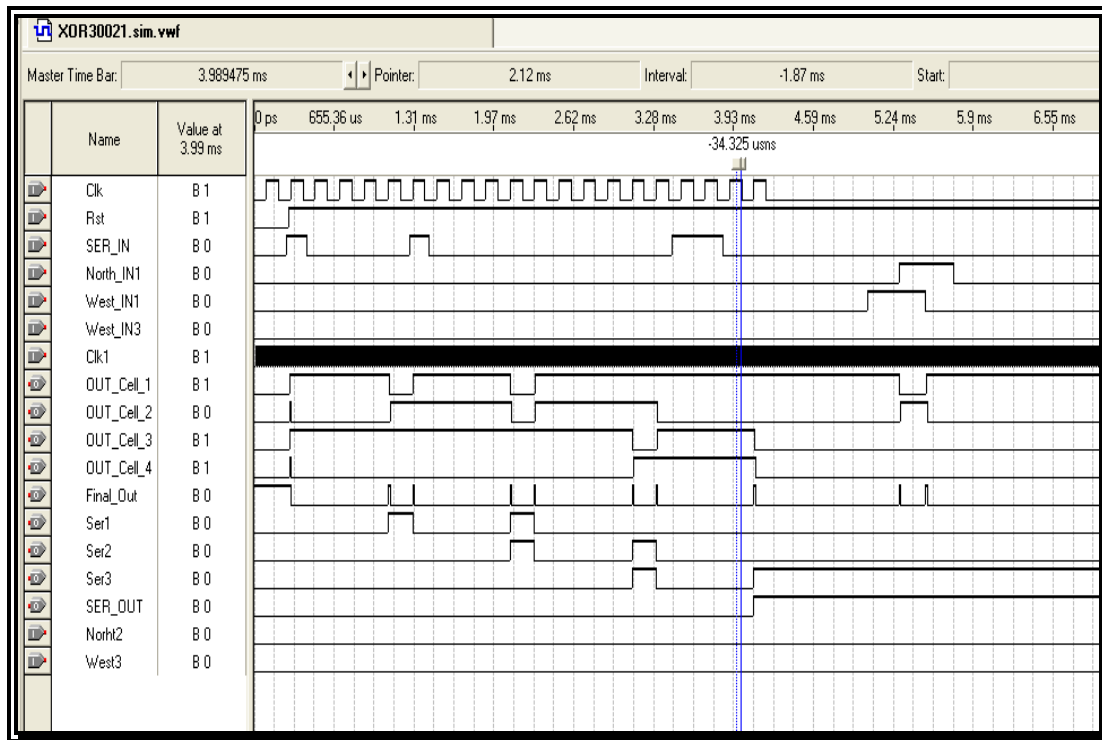 XOR30021.sim.vwf
Master Time Bar: 3.989475 ms Pointer: 2.12 ms Interval: -1.87 ms Start:
Name Value at 3.99 ms 0 ps 655.36 us 1.31 ms 1.97 ms 2.62 ms 3.28 ms 3.93 ms 4.59 ms 5.24 ms 5.9 ms 6.55 ms
-34.325 usns
Clk B 1
Rst B 1
SER_IN B 0
North_IN1 B 0
West_IN1 B 0
West_IN3 B 0
Clk1 B 1
OUT_Cell_1 B 1
OUT_Cell_2 B 0
OUT_Cell_3 B 1
OUT_Cell_4 B 1
Final_Out B 0
Ser1 B 0
Ser2 B 0
Ser3 B 0
SER_OUT B 0
Norht2 B 0
West3 B 0